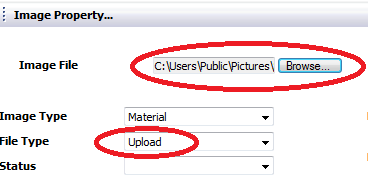 Image Property...
Image File C:\Users\Public\Pictures\ Browse...
Image Type Material
File Type Upload
Status